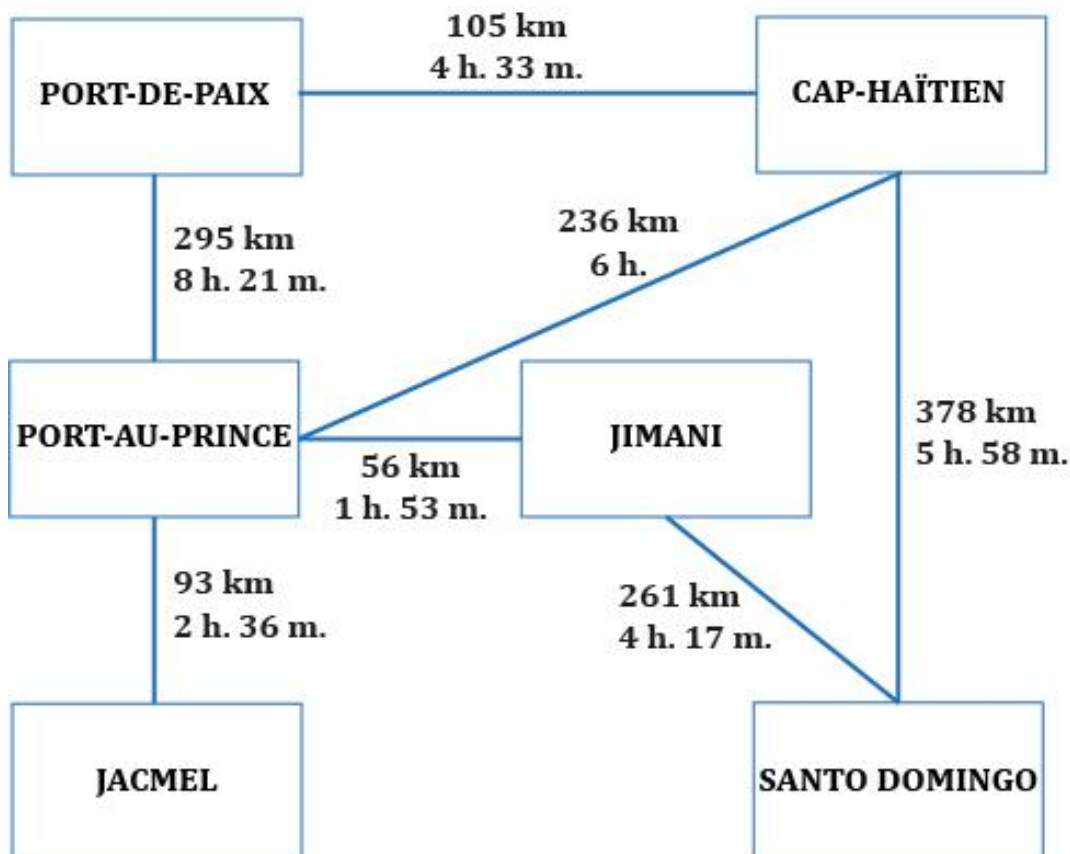 105 km
4 h. 33 m.
PORT-DE-PAIX
CAP-HAÏTIEN
236 km
6 h.
295 km
8 h. 21 m.
PORT-AU-PRINCE
JIMANI
378 km
5 h. 58 m.
56 km
1 h. 53 m.
93 km
2 h. 36 m.
261 km
4 h. 17 m.
JACMEL
SANTO DOMINGO